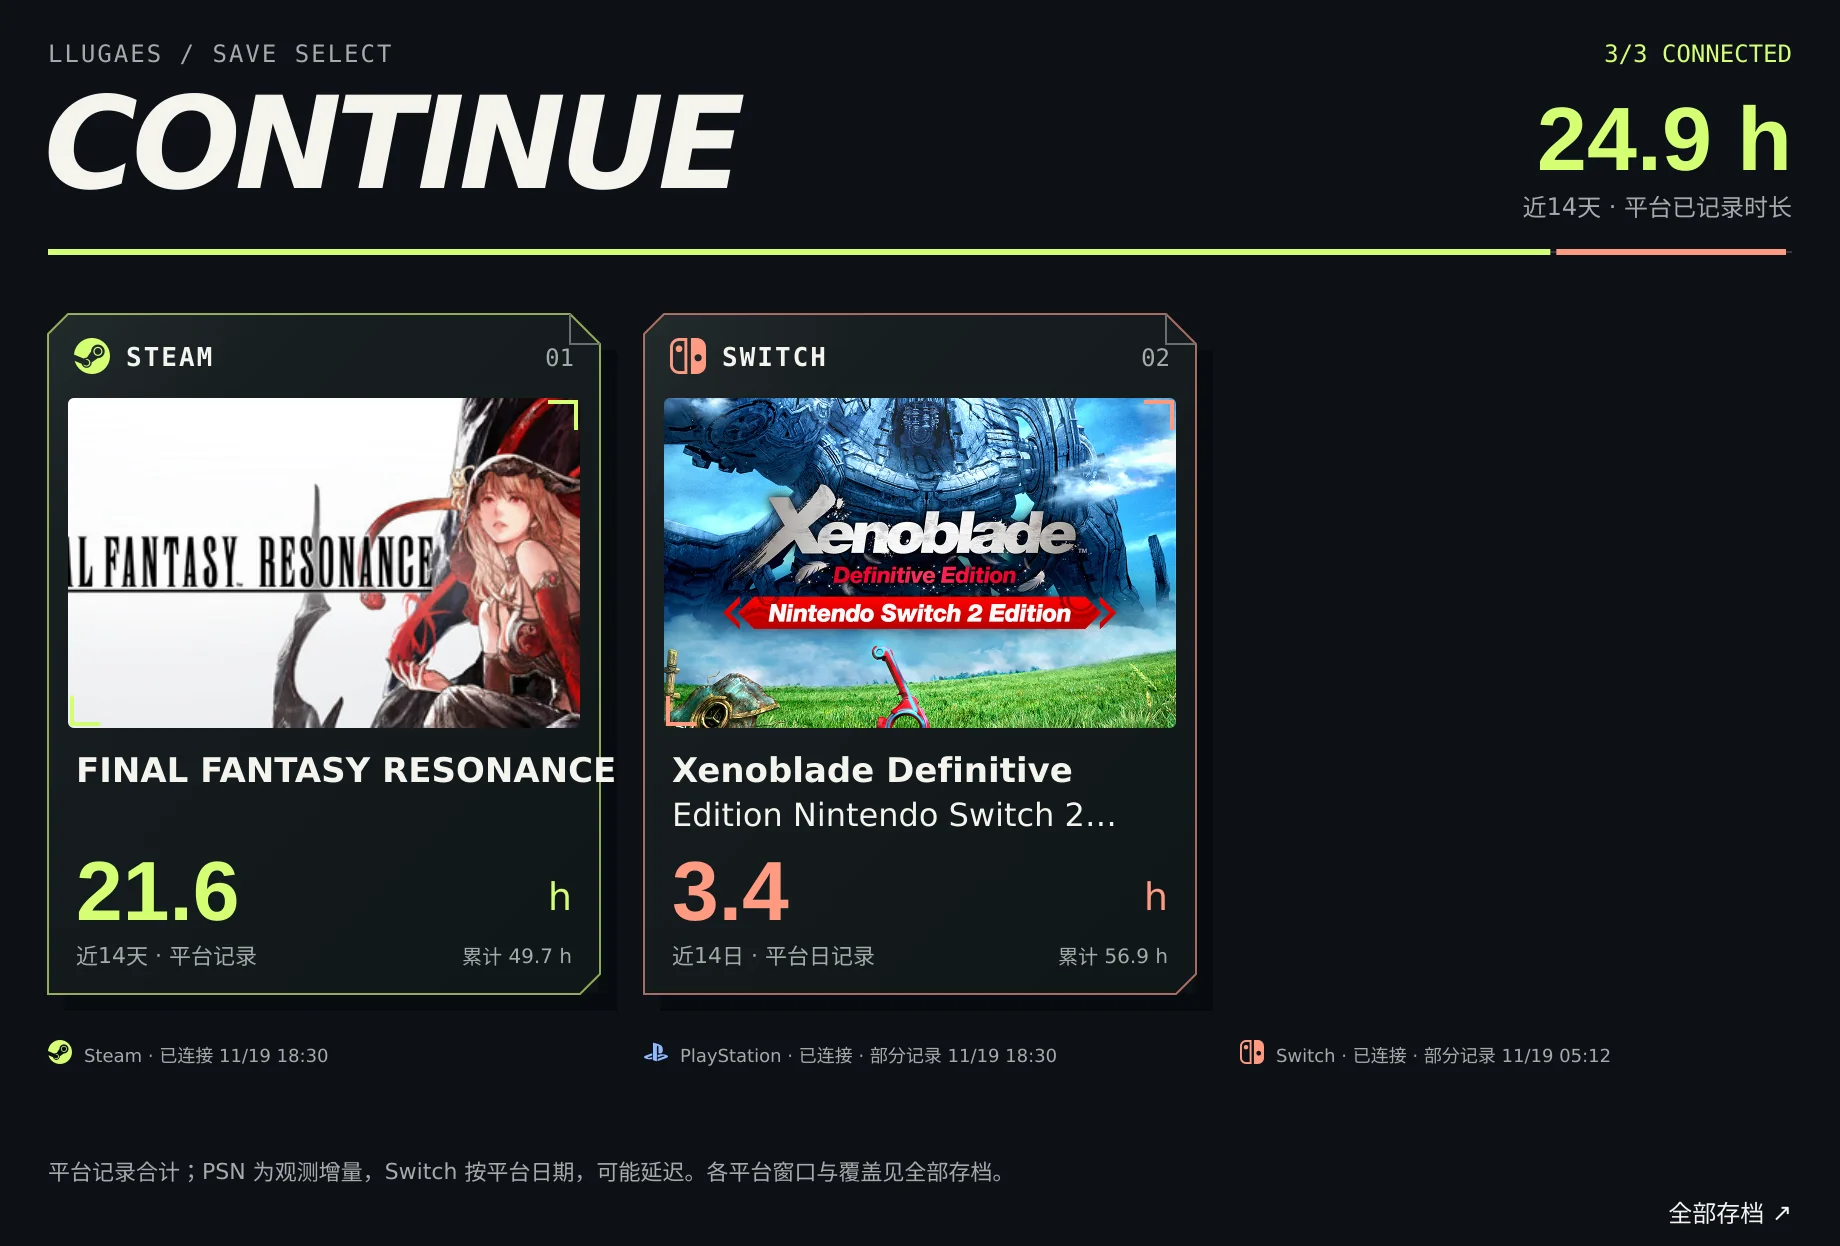 LLUGAES / SAVE SELECT
3/3 CONNECTED
CONTINUE
24.9 h
近14天 · 平台已记录时长
STEAM
01
AL FANTASY RESONANCE
FINAL FANTASY RESONANCE
21.6 h
近14天 · 平台记录
累计 49.7 h
SWITCH
02
Xenoblade™
Definitive Edition
Nintendo Switch 2 Edition
Xenoblade Definitive
Edition Nintendo Switch 2…
3.4 h
近14日 · 平台日记录
累计 56.9 h
Steam · 已连接 11/19 18:30
PlayStation · 已连接 · 部分记录 11/19 18:30
Switch · 已连接 · 部分记录 11/19 05:12
平台记录合计；PSN 为观测增量，Switch 按平台日期，可能延迟。各平台窗口与覆盖见全部存档。
全部存档 ↗